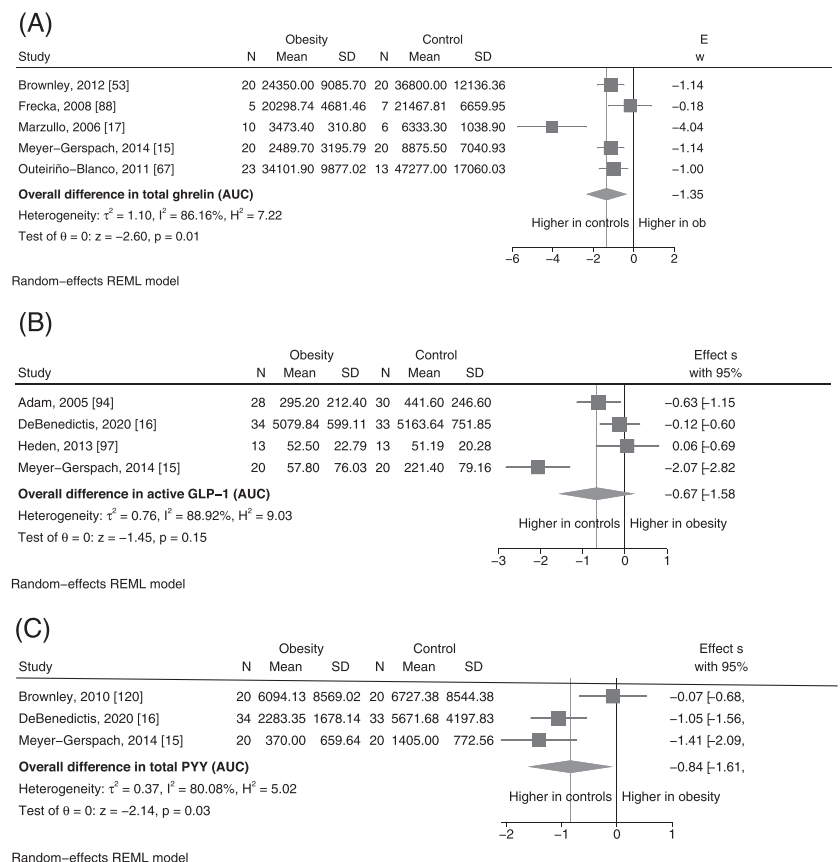 (A)
Obesity Control E
Study N Mean SD N Mean SD w
Brownley, 2012 [53] 20 24350.00 9085.70 20 36800.00 12136.36 −1.14
Frecka, 2008 [88] 5 20298.74 4681.46 7 21467.81 6659.95 −0.18
Marzullo, 2006 [17] 10 3473.40 310.80 6 6333.30 1038.90 −4.04
Meyer−Gerspach, 2014 [15] 20 2489.70 3195.79 20 8875.50 7040.93 −1.14
Outeiriño−Blanco, 2011 [67] 23 34101.90 9877.02 13 47277.00 17060.03 −1.00
Overall difference in total ghrelin (AUC) −1.35
Heterogeneity: τ² = 1.10, I² = 86.16%, H² = 7.22
Higher in controls Higher in ob
Test of θ = 0: z = −2.60, p = 0.01
−6 −4 −2 0 2
Random−effects REML model
(B)
Obesity Control Effect s
Study N Mean SD N Mean SD with 95%
Adam, 2005 [94] 28 295.20 212.40 30 441.60 246.60 −0.63 [−1.15
DeBenedictis, 2020 [16] 34 5079.84 599.11 33 5163.64 751.85 −0.12 [−0.60
Heden, 2013 [97] 13 52.50 22.79 13 51.19 20.28 0.06 [−0.69
Meyer−Gerspach, 2014 [15] 20 57.80 76.03 20 221.40 79.16 −2.07 [−2.82
Overall difference in active GLP−1 (AUC) −0.67 [−1.58
Heterogeneity: τ² = 0.76, I² = 88.92%, H² = 9.03
Higher in controls Higher in obesity
Test of θ = 0: z = −1.45, p = 0.15
−3 −2 −1 0 1
Random−effects REML model
(C)
Obesity Control Effect s
Study N Mean SD N Mean SD with 95%
Brownley, 2010 [120] 20 6094.13 8569.02 20 6727.38 8544.38 −0.07 [−0.68,
DeBenedictis, 2020 [16] 34 2283.35 1678.14 33 5671.68 4197.83 −1.05 [−1.56,
Meyer−Gerspach, 2014 [15] 20 370.00 659.64 20 1405.00 772.56 −1.41 [−2.09,
Overall difference in total PYY (AUC) −0.84 [−1.61,
Heterogeneity: τ² = 0.37, I² = 80.08%, H² = 5.02
Higher in controls Higher in obesity
Test of θ = 0: z = −2.14, p = 0.03
−2 −1 0 1
Random−effects REML model